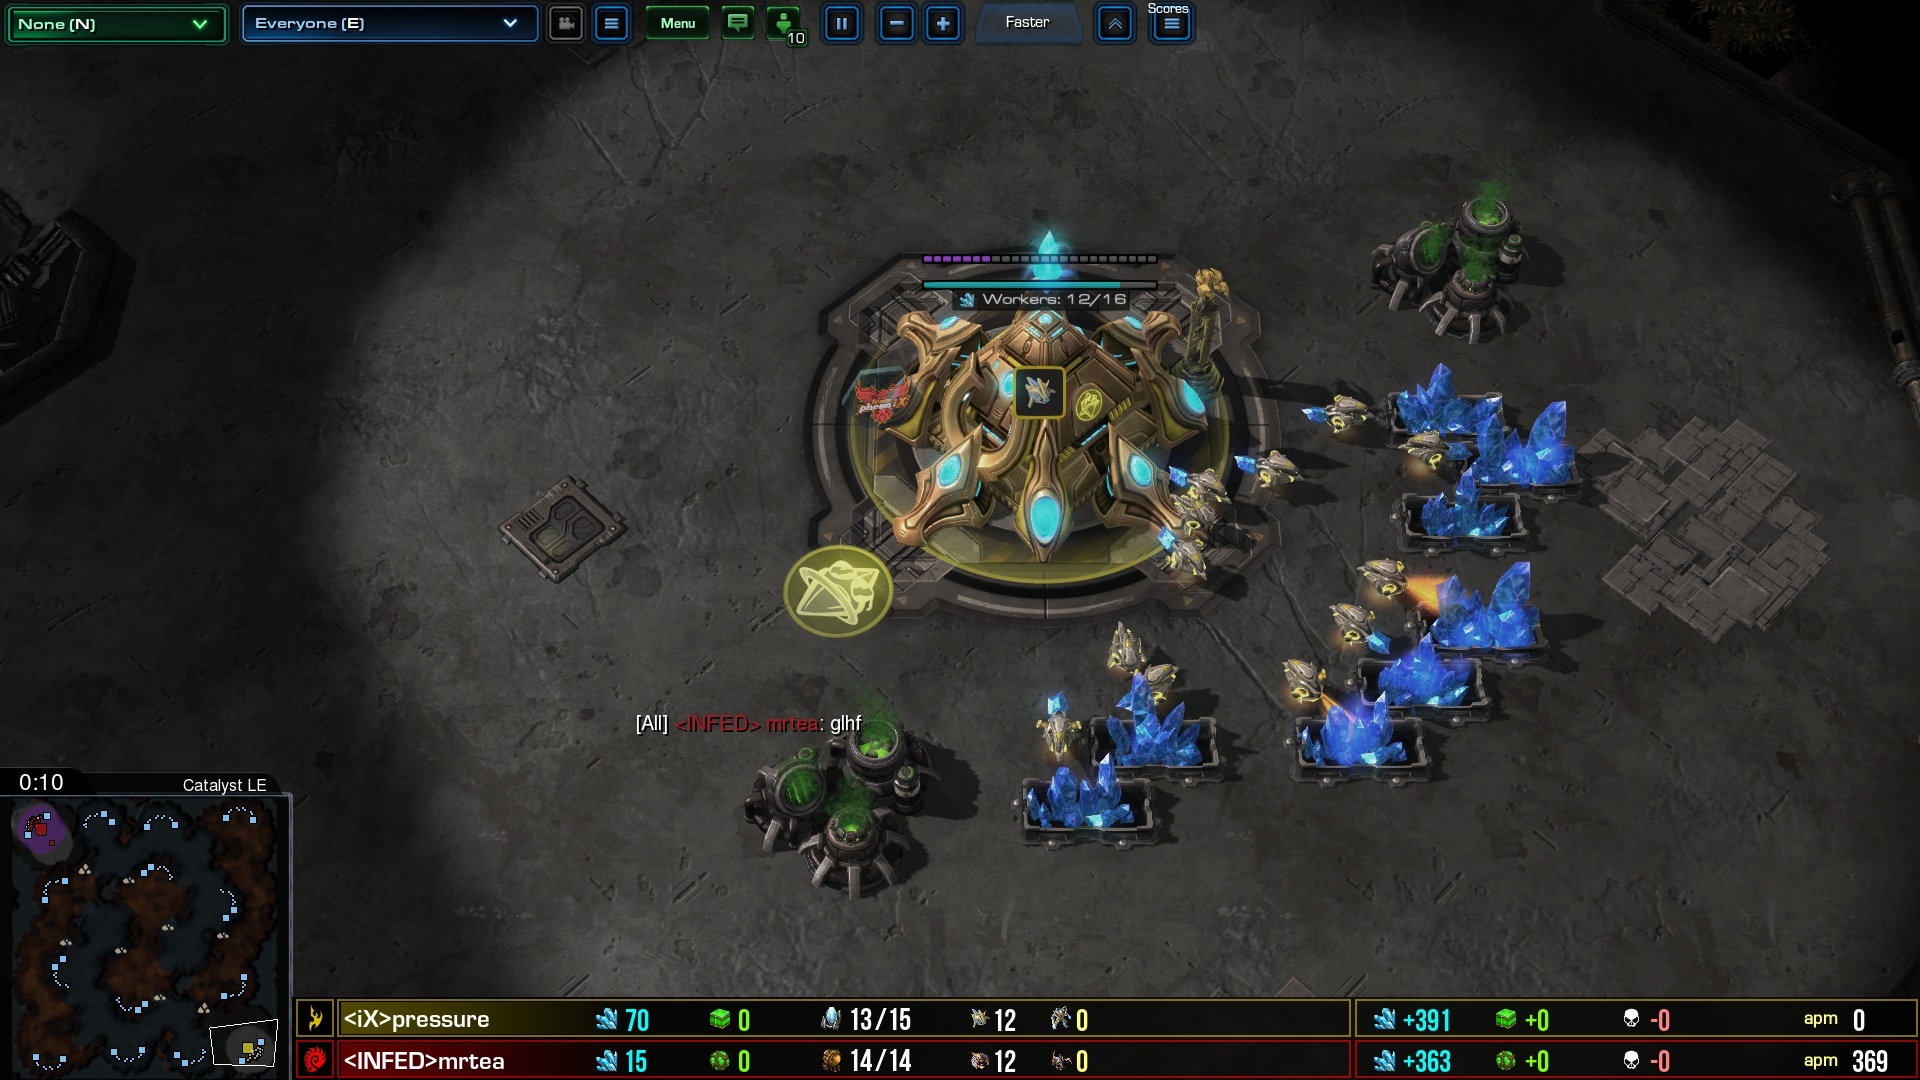 None (N)
Everyone (E)
Menu
10
Faster
Scores
Workers: 12/16
[All] <INFED> mrtea: glhf
0:10
Catalyst LE
<iX>pressure 70 0 13/15 12 0 +391 +0 -0 apm 0
<INFED>mrtea 15 0 14/14 12 0 +363 +0 -0 apm 369